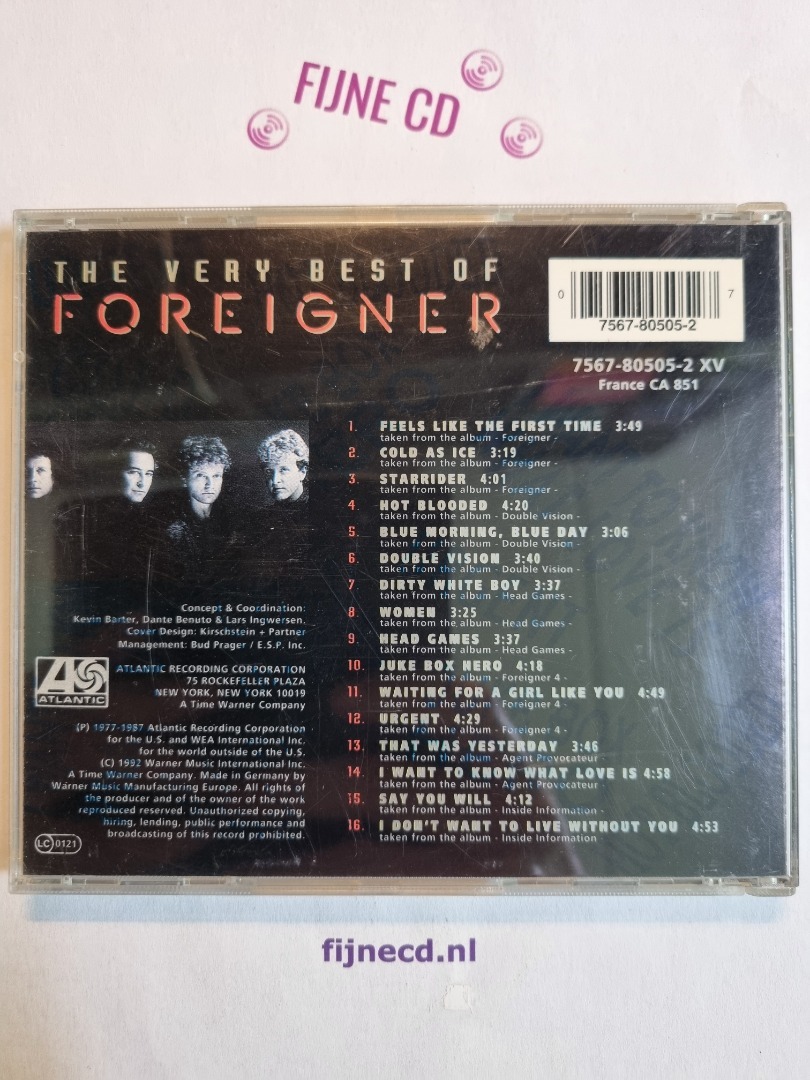 FIJNE CD
THE VERY BEST OF
FOREIGNER
0 7567-80505-2 7
7567-80505-2 XV
France CA 851
1. FEELS LIKE THE FIRST TIME 3:49
taken from the album - Foreigner -
2. COLD AS ICE 3:19
taken from the album - Foreigner -
3. STARRIDER 4:01
taken from the album - Foreigner -
4. HOT BLOODED 4:20
taken from the album - Double Vision -
5. BLUE MORNING, BLUE DAY 3:06
taken from the album - Double Vision -
6. DOUBLE VISION 3:40
taken from the album - Double Vision -
7. DIRTY WHITE BOY 3:37
taken from the album - Head Games -
8. WOMEN 3:25
taken from the album - Head Games -
9. HEAD GAMES 3:37
taken from the album - Head Games -
10. JUKE BOX HERO 4:18
taken from the album - Foreigner 4 -
11. WAITING FOR A GIRL LIKE YOU 4:49
taken from the album - Foreigner 4 -
12. URGENT 4:29
taken from the album - Foreigner 4 -
13. THAT WAS YESTERDAY 3:46
taken from the album - Agent Provocateur -
14. I WANT TO KNOW WHAT LOVE IS 4:58
taken from the album - Agent Provocateur -
15. SAY YOU WILL 4:12
taken from the album - Inside Information -
16. I DON'T WANT TO LIVE WITHOUT YOU 4:53
taken from the album - Inside Information -
Concept & Coordination:
Kevin Barter, Dante Benuto & Lars Ingwersen.
Cover Design: Kirschstein + Partner
Management: Bud Prager / E.S.P. Inc.
ATLANTIC
ATLANTIC RECORDING CORPORATION
75 ROCKEFELLER PLAZA
NEW YORK, NEW YORK 10019
A Time Warner Company
(P) 1977-1987 Atlantic Recording Corporation
for the U.S. and WEA International Inc.
for the world outside of the U.S.
(C) 1992 Warner Music International Inc.
A Time Warner Company. Made in Germany by
Warner Music Manufacturing Europe. All rights of
the producer and of the owner of the work
reproduced reserved. Unauthorized copying,
hiring, lending, public performance and
broadcasting of this record prohibited.
LC 0121
fijnecd.nl